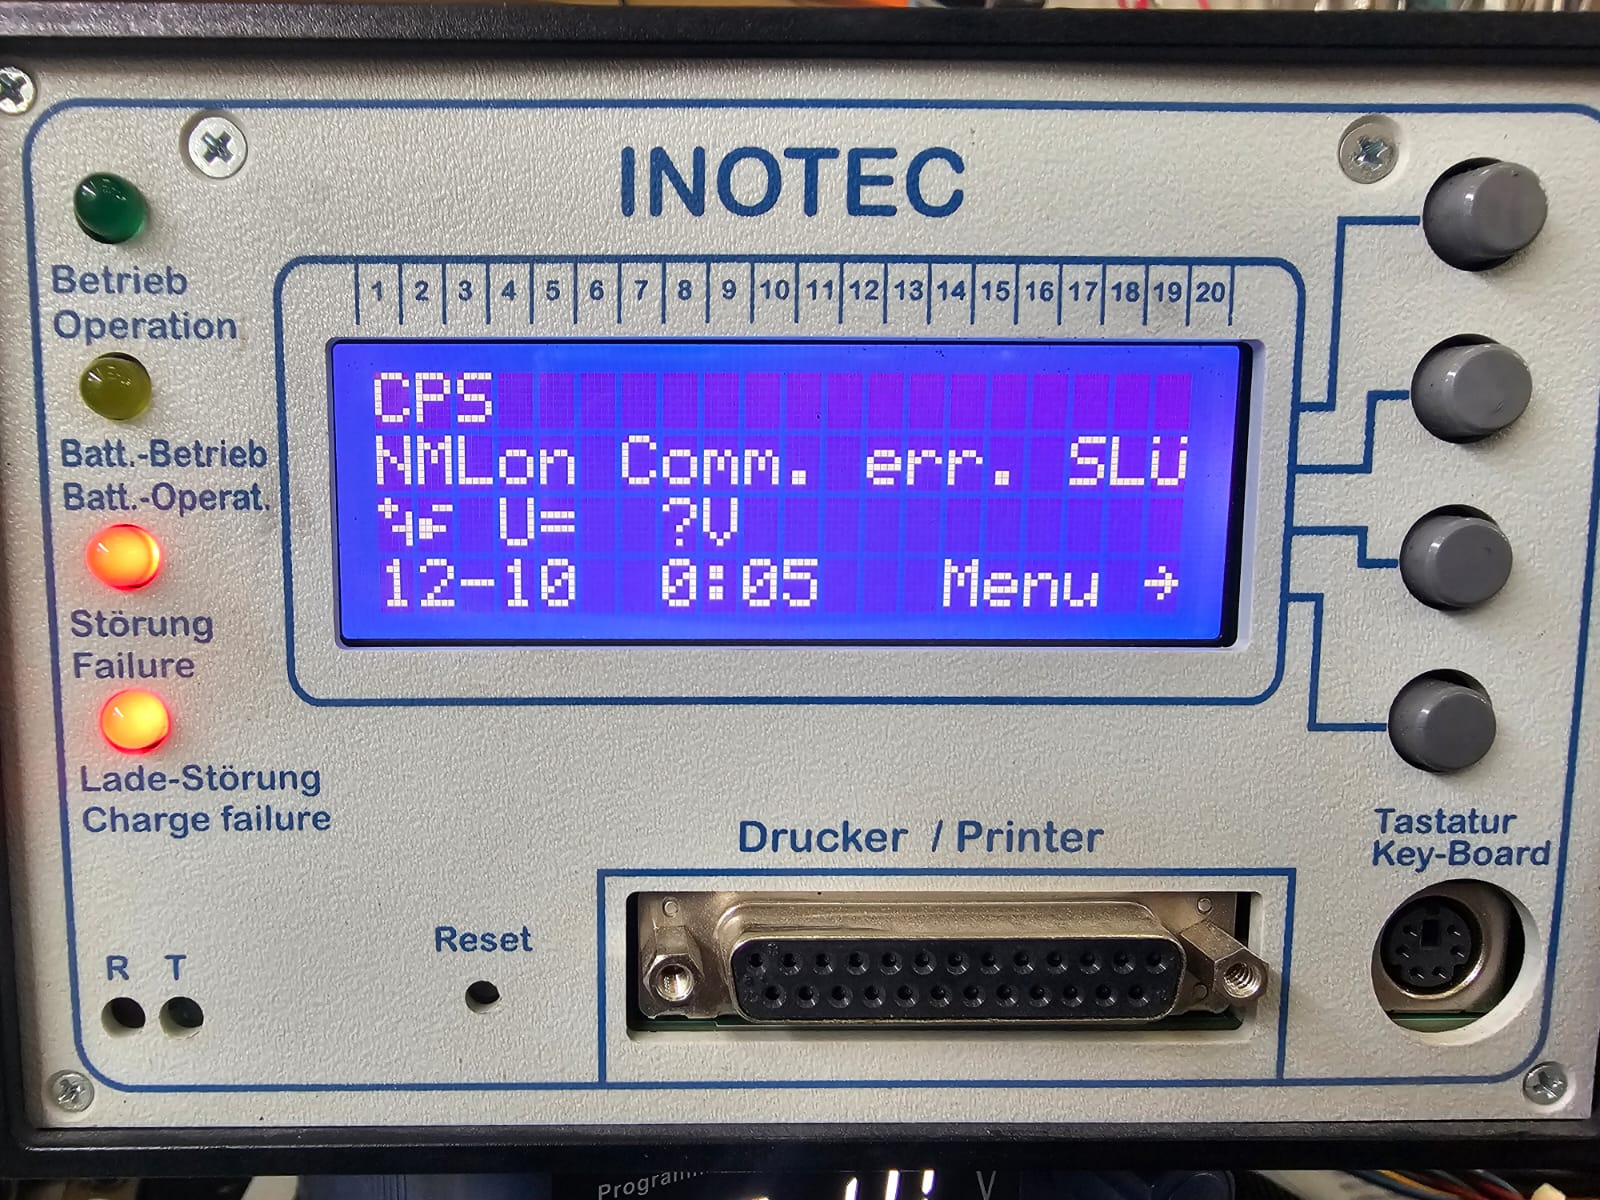 INOTEC
1 2 3 4 5 6 7 8 9 10 11 12 13 14 15 16 17 18 19 20
Betrieb
Operation
Batt.-Betrieb
Batt.-Operat.
Störung
Failure
Lade-Störung
Charge failure
CPS
NMLon Comm. err. SLÜ
U= ?V
12-10 0:05 Menu →
Drucker / Printer
Tastatur
Key-Board
Reset
R T
V